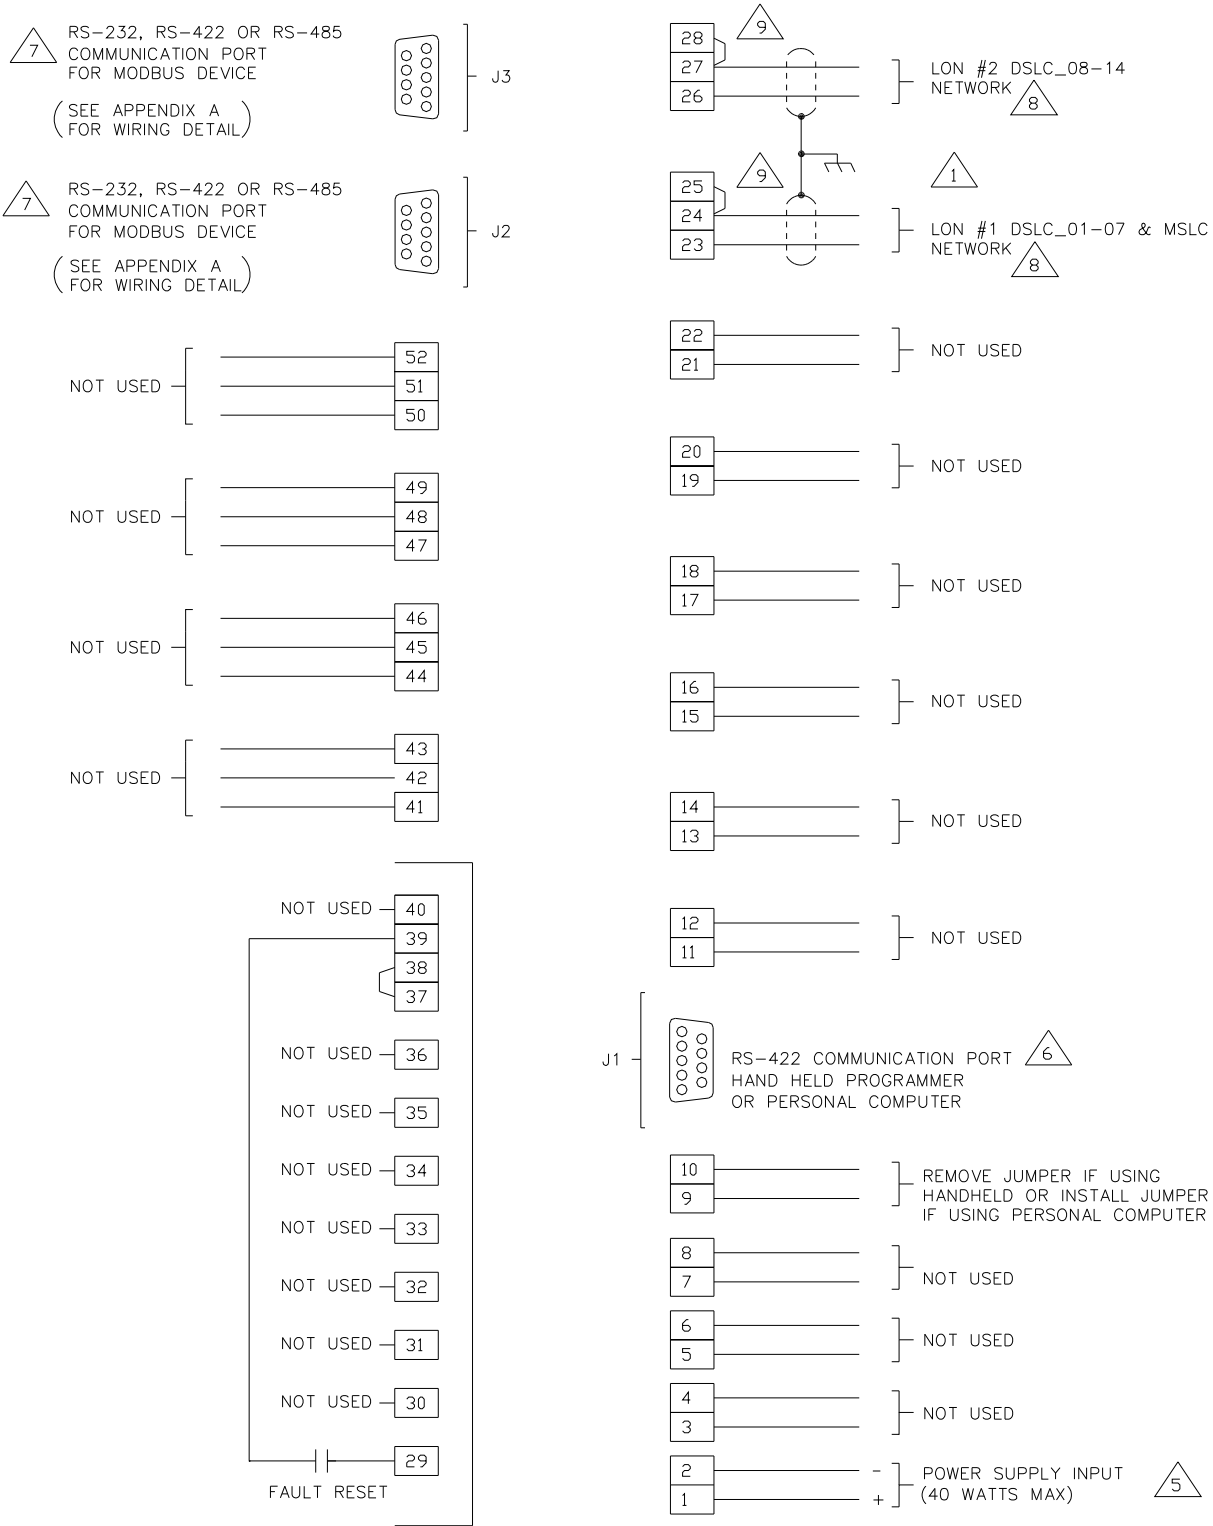 7
RS-232, RS-422 OR RS-485
COMMUNICATION PORT
FOR MODBUS DEVICE
(SEE APPENDIX A
FOR WIRING DETAIL)
J3
7
RS-232, RS-422 OR RS-485
COMMUNICATION PORT
FOR MODBUS DEVICE
(SEE APPENDIX A
FOR WIRING DETAIL)
J2
NOT USED
52
51
50
NOT USED
49
48
47
NOT USED
46
45
44
NOT USED
43
42
41
NOT USED 40
39
38
37
NOT USED 36
NOT USED 35
NOT USED 34
NOT USED 33
NOT USED 32
NOT USED 31
NOT USED 30
29
FAULT RESET
28
27
26
9
LON #2 DSLC_08-14
NETWORK
8
25
24
23
9
1
LON #1 DSLC_01-07 & MSLC
NETWORK
8
22
21
NOT USED
20
19
NOT USED
18
17
NOT USED
16
15
NOT USED
14
13
NOT USED
12
11
NOT USED
J1
RS-422 COMMUNICATION PORT
HAND HELD PROGRAMMER
OR PERSONAL COMPUTER
6
10
9
REMOVE JUMPER IF USING
HANDHELD OR INSTALL JUMPER
IF USING PERSONAL COMPUTER
8
7
NOT USED
6
5
NOT USED
4
3
NOT USED
2 -
1 +
POWER SUPPLY INPUT
(40 WATTS MAX)
5